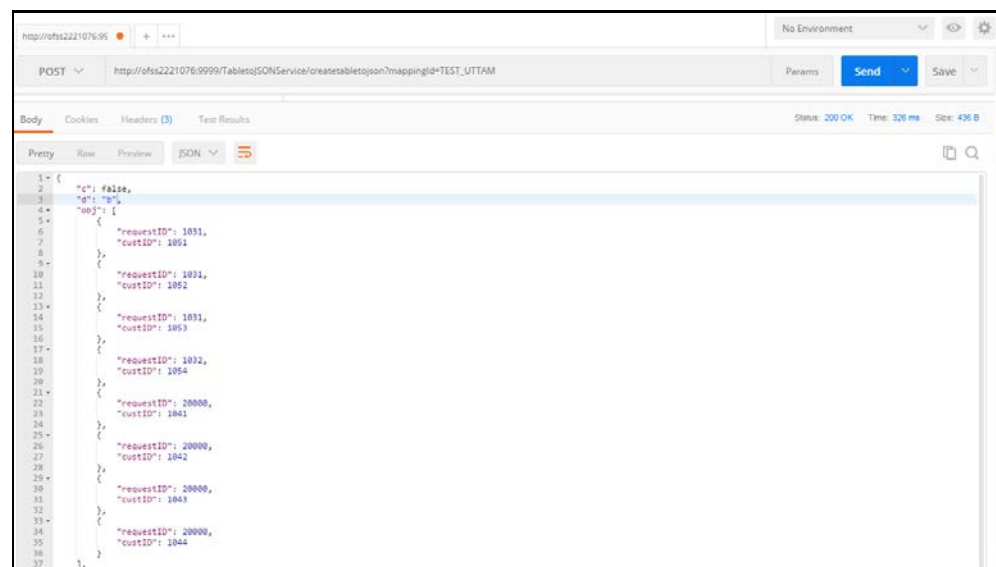 http://ofss2221076:99 + ••• No Environment
POST http://ofss2221076:9999/TabletoJSONService/createtabletojson?mappingId=TEST_UTTAM Params Send Save
Body Cookies Headers (3) Test Results Status: 200 OK Time: 326 ms Size: 436 B
Pretty Raw Preview JSON
1 {
2 "c": false,
3 "d": "b",
4 "obj": [
5 {
6 "requestID": 1031,
7 "custID": 1051
8 },
9 {
10 "requestID": 1031,
11 "custID": 1052
12 },
13 {
14 "requestID": 1031,
15 "custID": 1053
16 },
17 {
18 "requestID": 1032,
19 "custID": 1054
20 },
21 {
22 "requestID": 20000,
23 "custID": 1041
24 },
25 {
26 "requestID": 20000,
27 "custID": 1042
28 },
29 {
30 "requestID": 20000,
31 "custID": 1043
32 },
33 {
34 "requestID": 20000,
35 "custID": 1044
36 }
37 ],